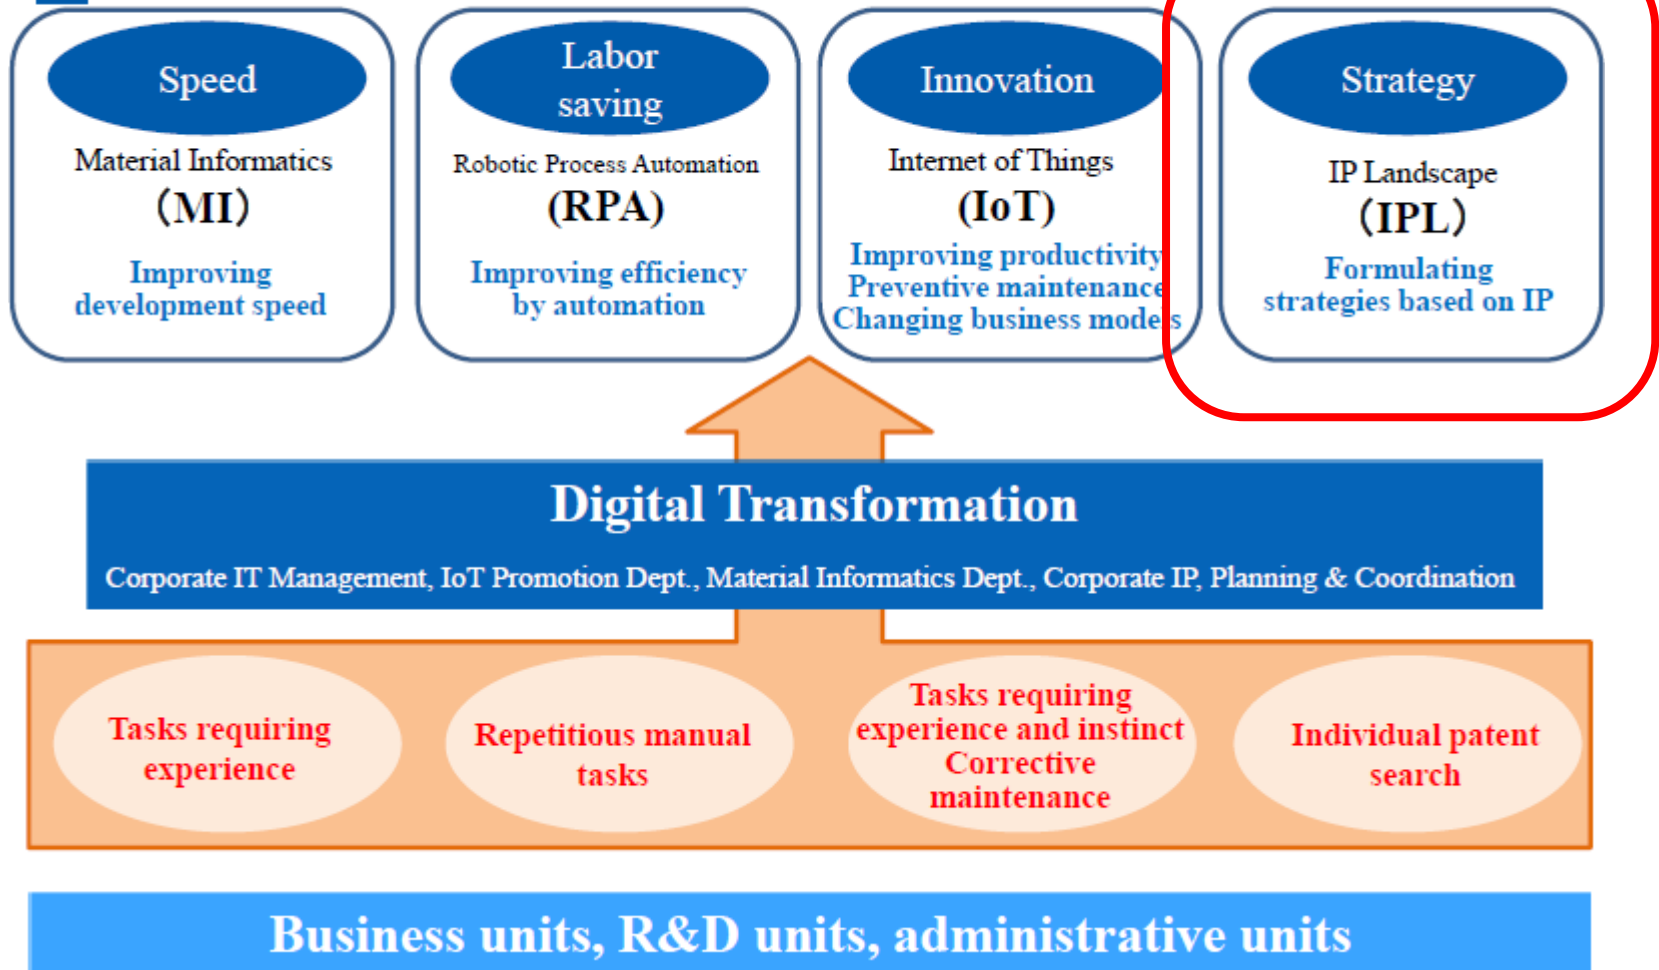 Speed
Material Informatics
(MI)
Improving
development speed
Labor
saving
Robotic Process Automation
(RPA)
Improving efficiency
by automation
Innovation
Internet of Things
(IoT)
Improving productivity
Preventive maintenance
Changing business models
Strategy
IP Landscape
(IPL)
Formulating
strategies based on IP
Digital Transformation
Corporate IT Management, IoT Promotion Dept., Material Informatics Dept., Corporate IP, Planning & Coordination
Tasks requiring
experience
Repetitious manual
tasks
Tasks requiring
experience and instinct
Corrective
maintenance
Individual patent
search
Business units, R&D units, administrative units